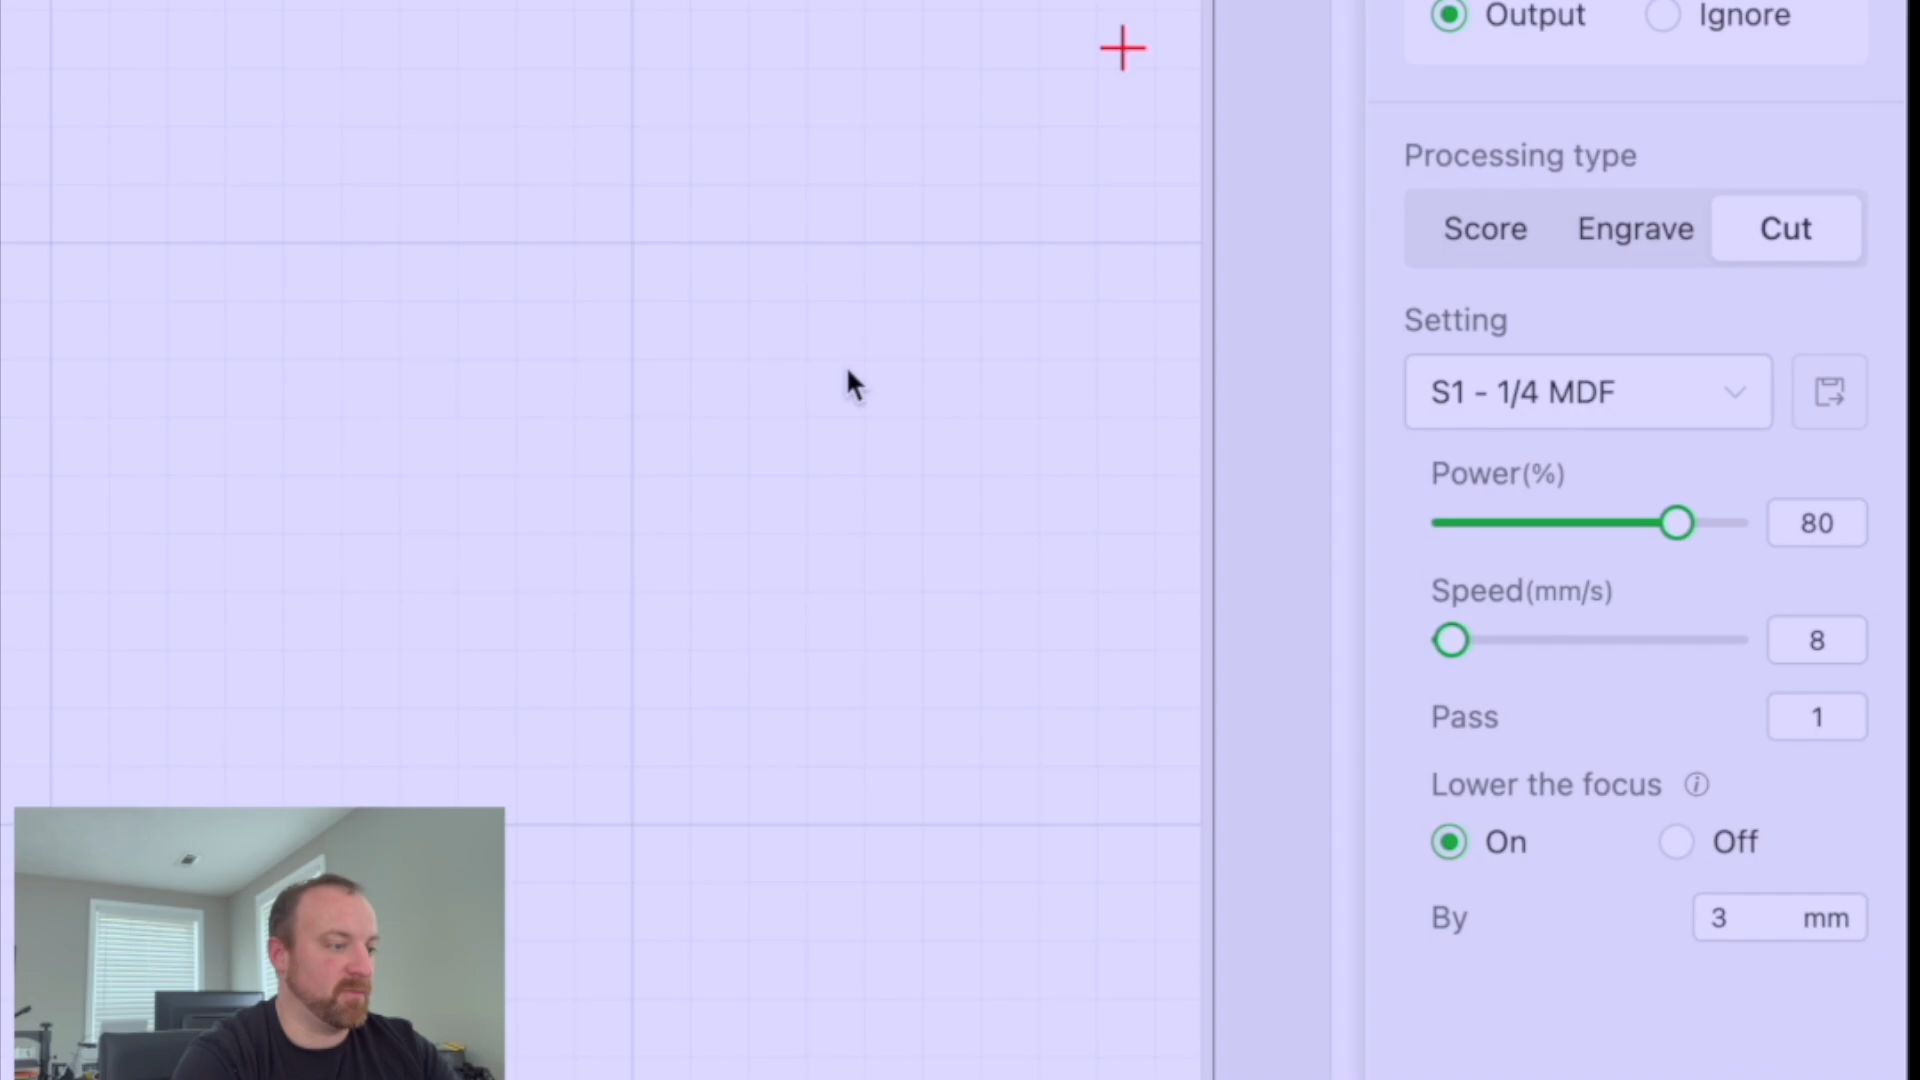 Output Ignore
Processing type
Score Engrave Cut
Setting
S1 - 1/4 MDF
Power(%)
80
Speed(mm/s)
8
Pass 1
Lower the focus
On Off
By 3 mm